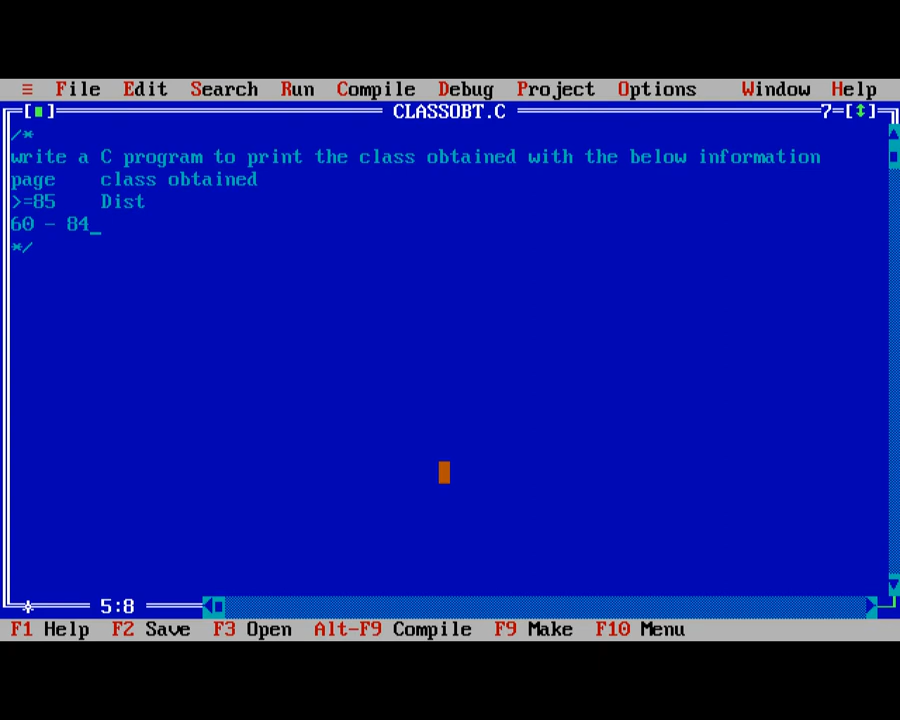 ≡ File Edit Search Run Compile Debug Project Options Window Help
[■] CLASSOBT.C 7=[↕]
/*
write a C program to print the class obtained with the below information
page class obtained
>=85 Dist
60 - 84_
*/
5:8
F1 Help F2 Save F3 Open Alt-F9 Compile F9 Make F10 Menu